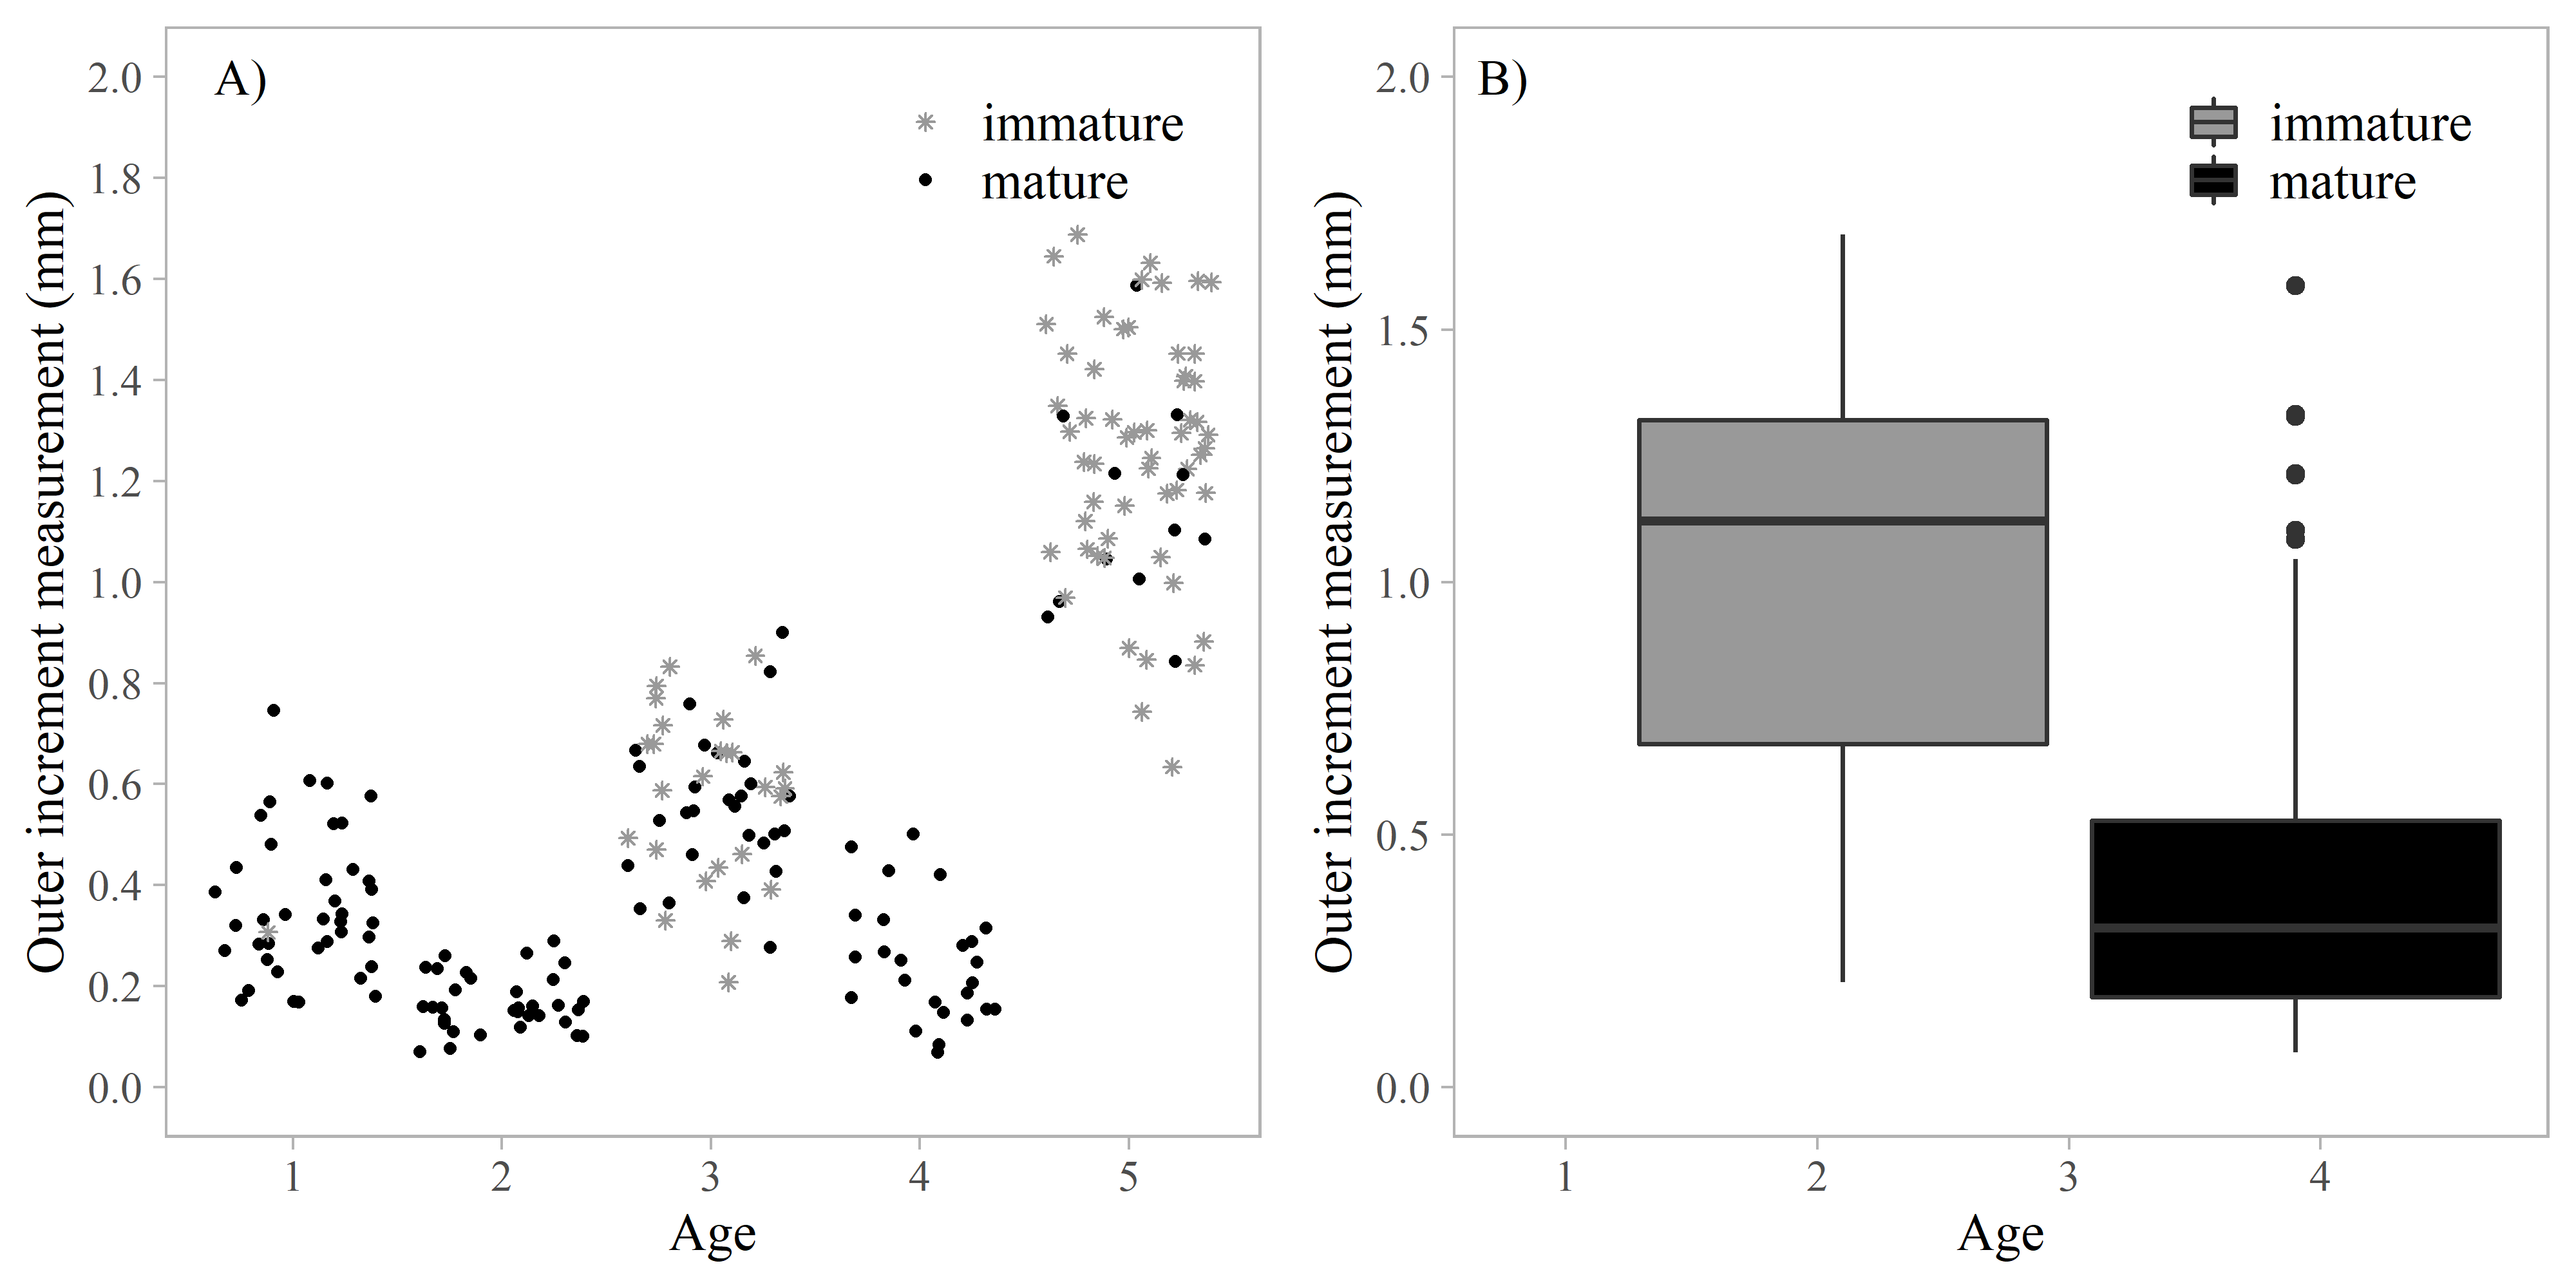 A)
immature
mature
Outer increment measurement (mm)
2.0
1.8
1.6
1.4
1.2
1.0
0.8
0.6
0.4
0.2
0.0
1 2 3 4 5
Age
B)
immature
mature
Outer increment measurement (mm)
2.0
1.5
1.0
0.5
0.0
1 2 3 4
Age